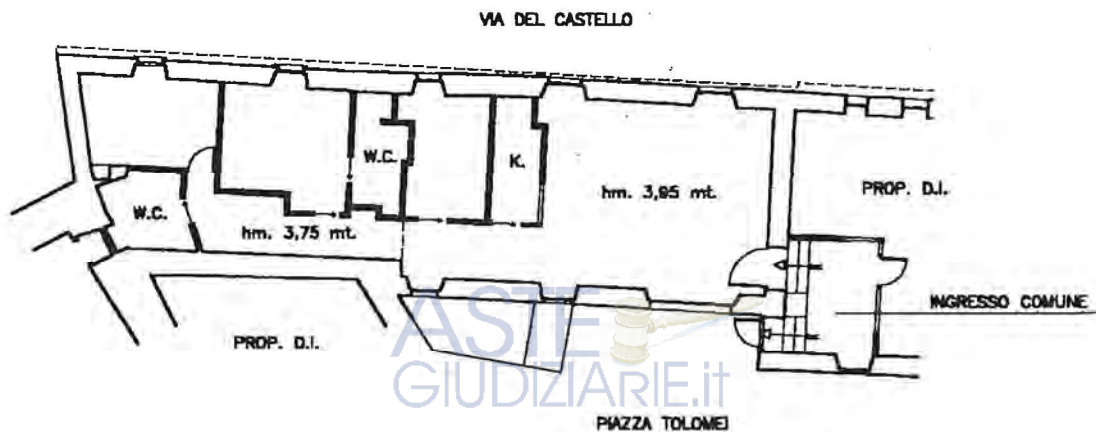 VIA DEL CASTELLO
W.C.
K.
hm. 3,95 mt.
PROP. D.I.
W.C.
hm. 3,75 mt.
INGRESSO COMUNE
PROP. D.I.
ASTE
GIUDIZIARIE.it
PIAZZA TOLOMEI